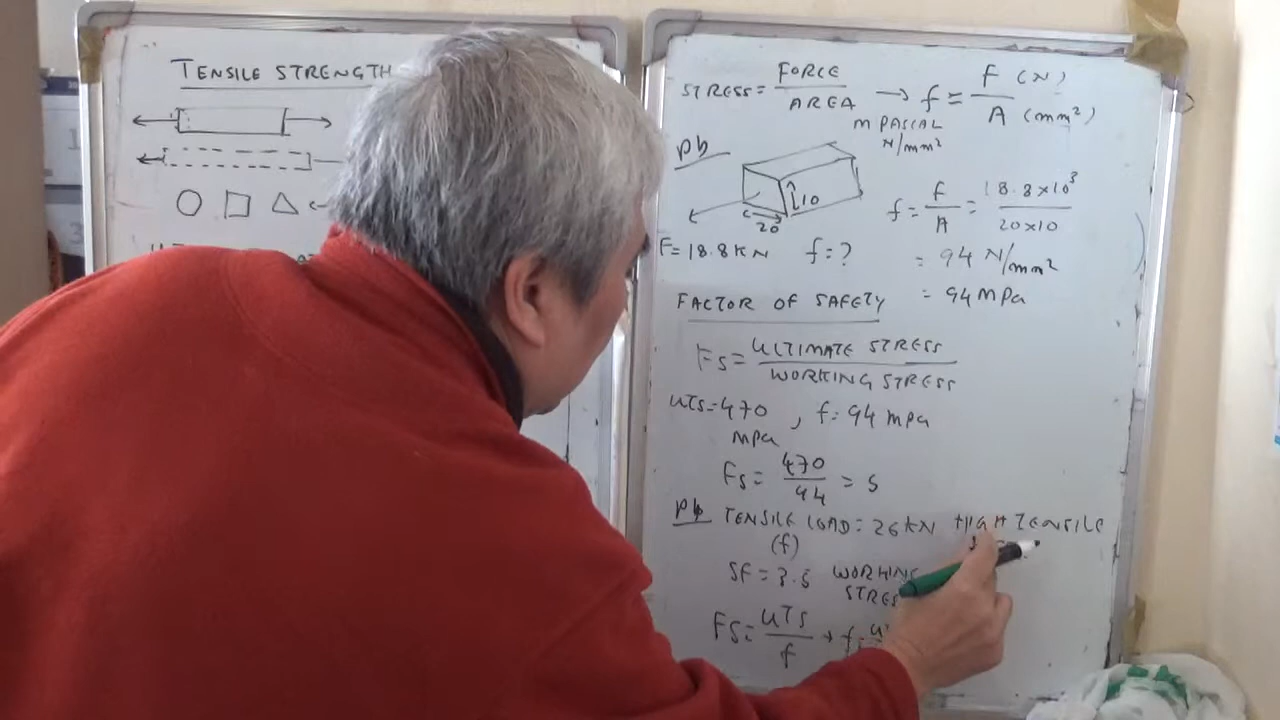 TENSILE STRENGTH
STRESS = FORCE / AREA → f = F (N) / A (mm²)
M PASCAL
N/mm²
Pb
10
20
f = F/A = 18.8 x 10³ / 20 x 10
F = 18.8 KN f = ?
= 94 N/mm²
= 94 MPa
FACTOR OF SAFETY
FS = ULTIMATE STRESS / WORKING STRESS
UTS = 470 MPa , f = 94 MPa
FS = 470 / 94 = 5
Pb TENSILE LOAD = 26 KN HIGH TENSILE
(f)
SF = 3.5 WORKING
STRES
FS = UTS / f → f =